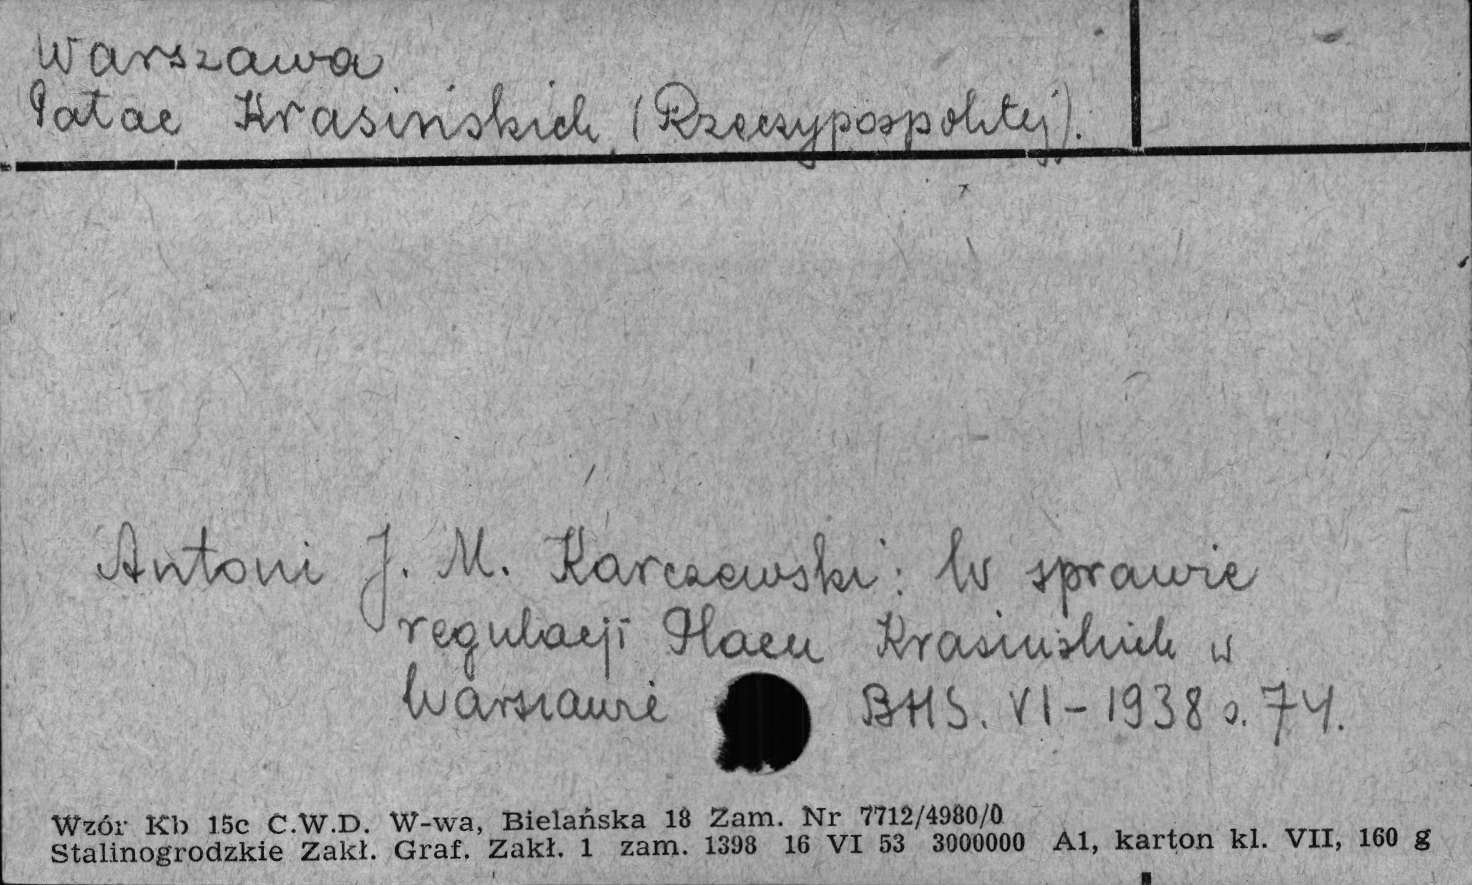 Warszawa
Pałac Krasińskich (Rzeczypospolitej).
Antoni J. M. Karczewski: W sprawie
regulacji Placu Krasińskich w
Warszawie BHS. VI - 1938 s. 74.
Wzór Kb 15c C.W.D. W-wa, Bielańska 18 Zam. Nr 7712/4980/0
Stalinogrodzkie Zakł. Graf. Zakł. 1 zam. 1398 16 VI 53 3000000 A1, karton kl. VII, 160 g